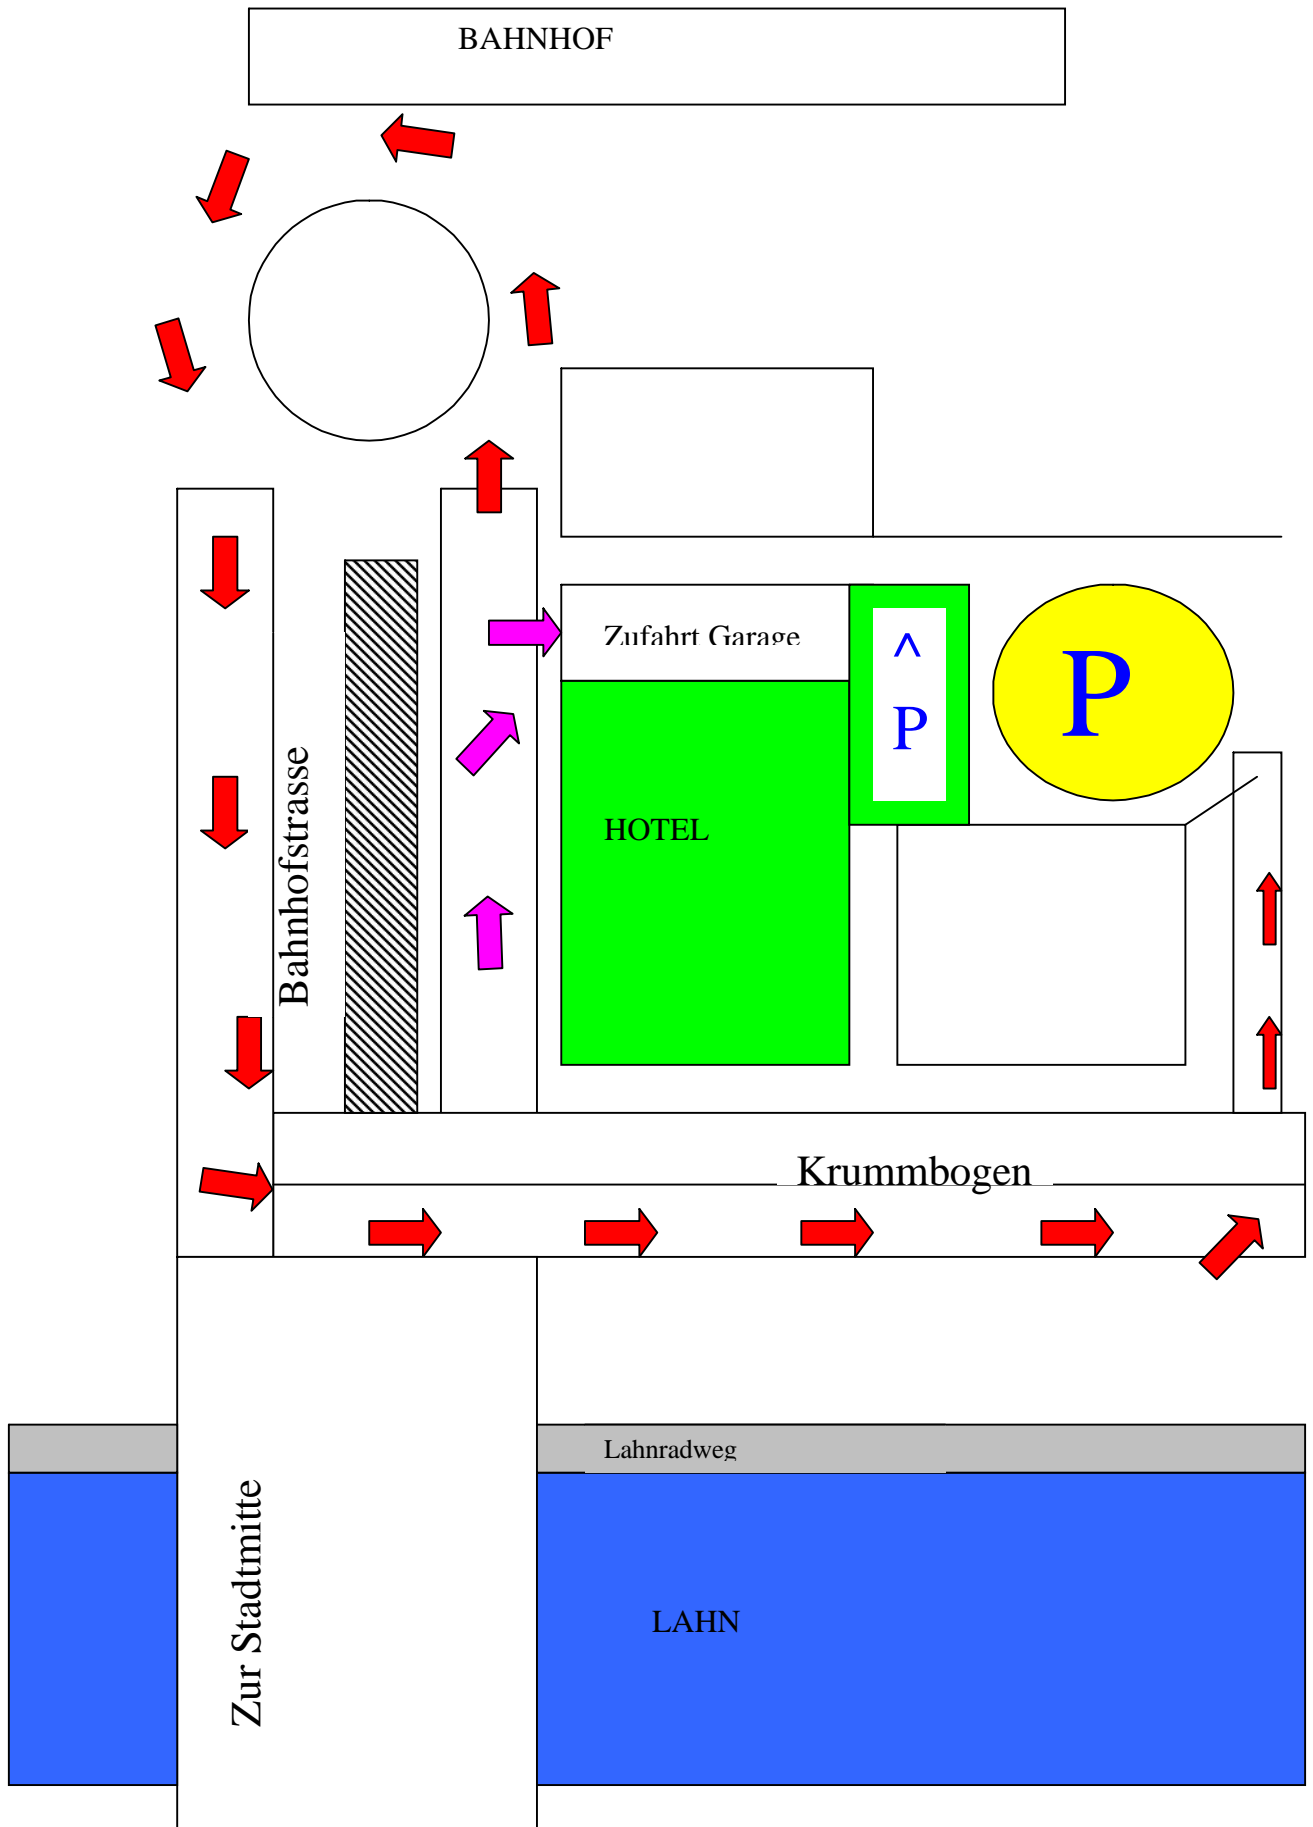 BAHNHOF
Zufahrt Garage
^
P
P
HOTEL
Bahnhofstrasse
Krummbogen
Lahnradweg
Zur Stadtmitte
LAHN